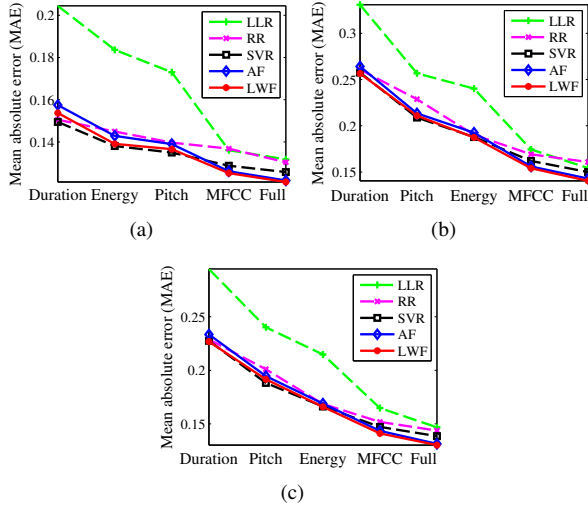 Mean absolute error (MAE)
0.2
0.16
0.14
Duration Energy Pitch MFCC Full
LLR
RR
SVR
AF
LWF
(a)
Mean absolute error (MAE)
0.3
0.25
0.2
0.15
Duration Pitch Energy MFCC Full
LLR
RR
SVR
AF
LWF
(b)
Mean absolute error (MAE)
0.25
0.2
0.15
Duration Pitch Energy MFCC Full
LLR
RR
SVR
AF
LWF
(c)